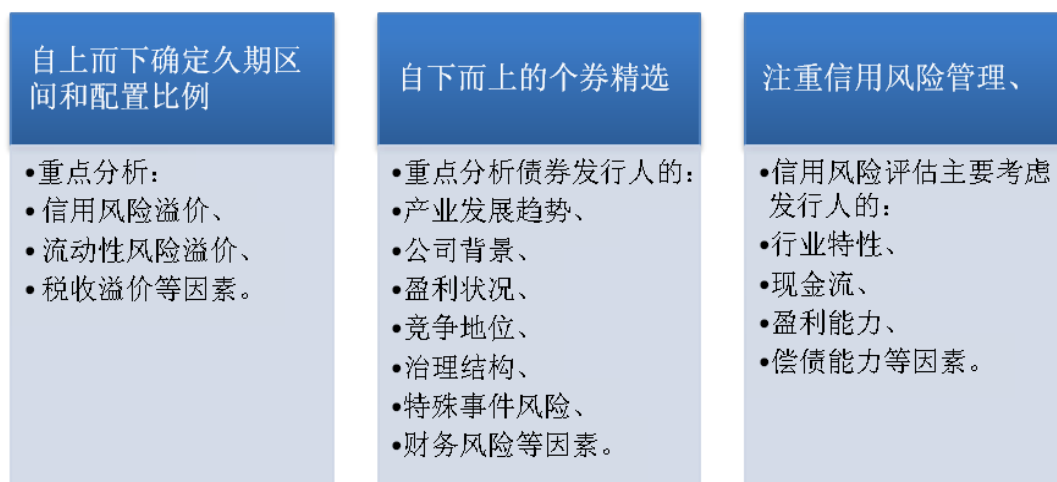 自上而下确定久期区
间和配置比例
•重点分析：
•信用风险溢价、
•流动性风险溢价、
•税收溢价等因素。
自下而上的个券精选
•重点分析债券发行人的：
•产业发展趋势、
•公司背景、
•盈利状况、
•竞争地位、
•治理结构、
•特殊事件风险、
•财务风险等因素。
注重信用风险管理、
•信用风险评估主要考虑
发行人的：
•行业特性、
•现金流、
•盈利能力、
•偿债能力等因素。